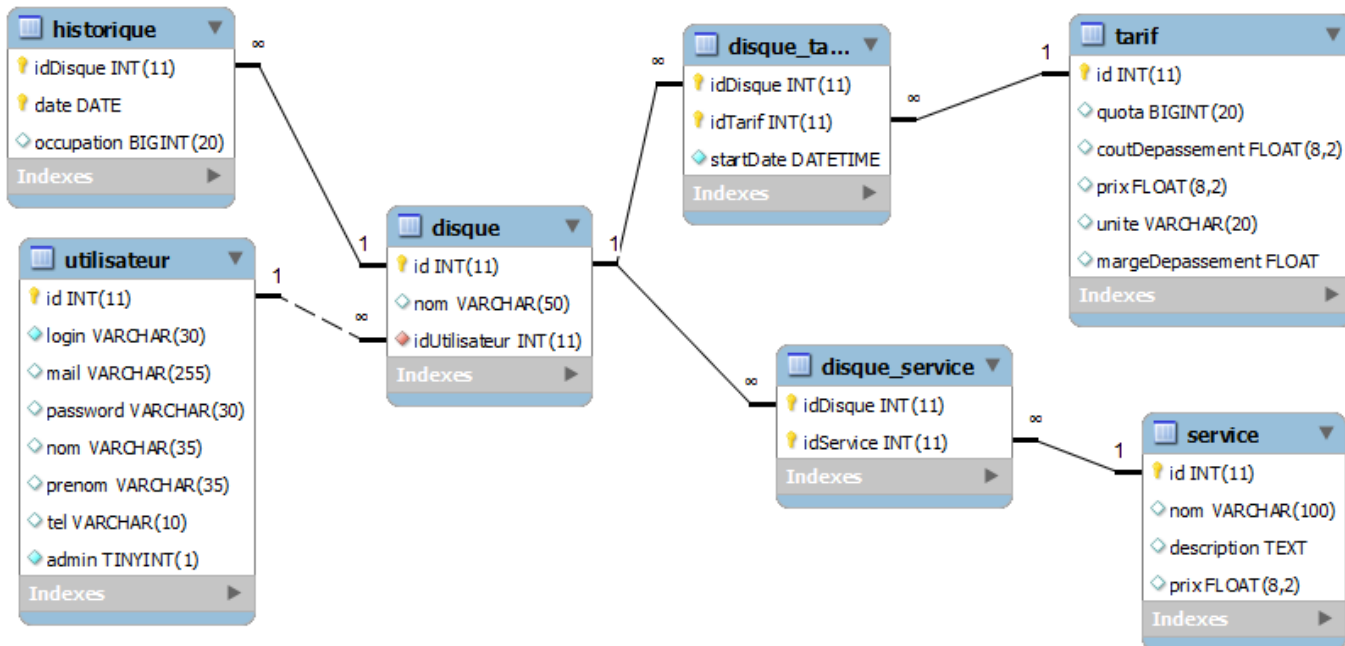 historique
idDisque INT(11)
date DATE
occupation BIGINT(20)
Indexes
∞
1
utilisateur
id INT(11)
login VARCHAR(30)
mail VARCHAR(255)
password VARCHAR(30)
nom VARCHAR(35)
prenom VARCHAR(35)
tel VARCHAR(10)
admin TINYINT(1)
Indexes
1
∞
disque
id INT(11)
nom VARCHAR(50)
idUtilisateur INT(11)
Indexes
1
∞
disque_ta...
idDisque INT(11)
idTarif INT(11)
startDate DATETIME
Indexes
∞
1
tarif
id INT(11)
quota BIGINT(20)
coutDepassement FLOAT(8,2)
prix FLOAT(8,2)
unite VARCHAR(20)
margeDepassement FLOAT
Indexes
∞
disque_service
idDisque INT(11)
idService INT(11)
Indexes
∞
1
service
id INT(11)
nom VARCHAR(100)
description TEXT
prix FLOAT(8,2)
Indexes